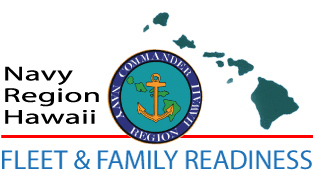 Navy
Region
Hawaii
NAVY COMMANDER HAWAII
REGION
FLEET & FAMILY READINESS